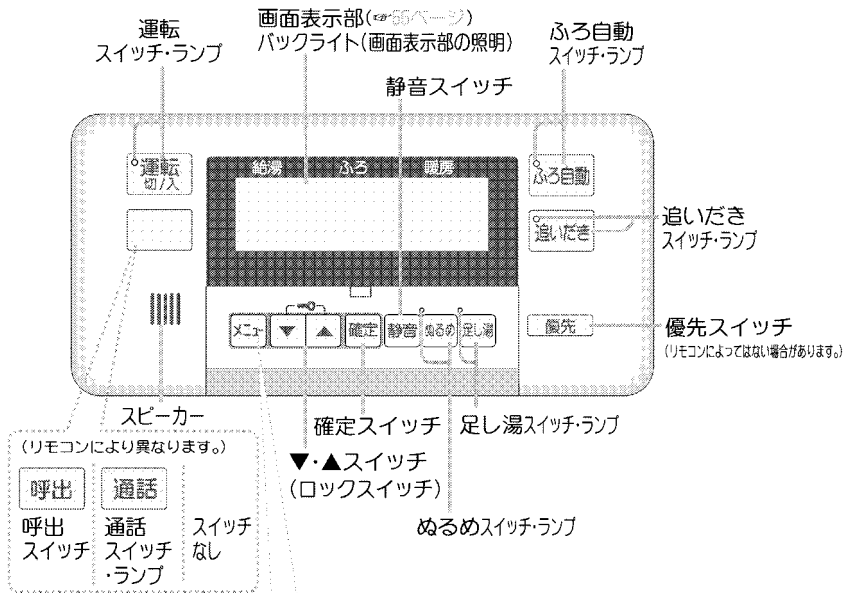 運転
スイッチ・ランプ
画面表示部(☞66ページ)
バックライト(画面表示部の照明)
静音スイッチ
ふろ自動
スイッチ・ランプ
運転
切/入
給湯 ふろ 暖房
ふろ自動
追いだき
追いだき
スイッチ・ランプ
メニュー ▼ ▲ 確定 静音 ぬるめ 足し湯
優先
優先スイッチ
(リモコンによってはない場合があります。)
スピーカー
確定スイッチ
足し湯スイッチ・ランプ
▼・▲スイッチ
(ロックスイッチ)
ぬるめスイッチ・ランプ
(リモコンにより異なります。)
呼出
呼出
スイッチ
通話
通話
スイッチ
・ランプ
スイッチ
なし